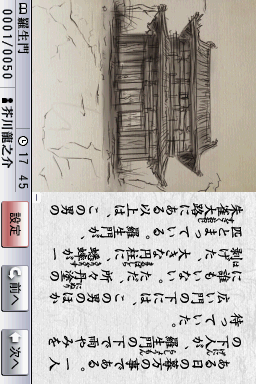 羅生門
0001/0050
17 45
芥川龍之介
ある日の暮方の事である。一人
の下人が、羅生門の下で雨やみを
待っていた。
広い門の下には、この男のほか
に誰もいない。ただ、所々丹塗の
剥げた、大きな円柱に、蟋蟀が一
匹とまっている。羅生門が、
朱雀大路にある以上は、この男の
設定
前へ
次へ